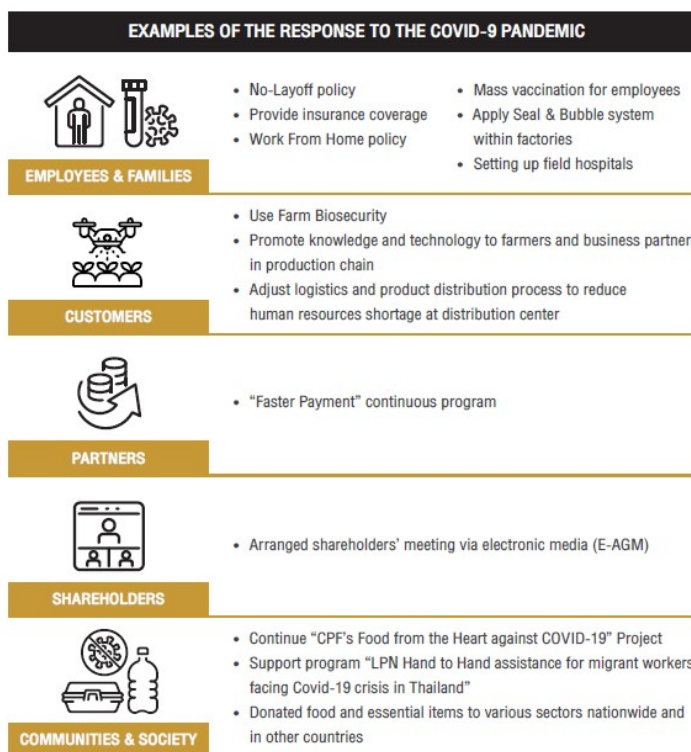 EXAMPLES OF THE RESPONSE TO THE COVID-9 PANDEMIC
EMPLOYEES & FAMILIES
• No-Layoff policy
• Provide insurance coverage
• Work From Home policy
• Mass vaccination for employees
• Apply Seal & Bubble system
within factories
• Setting up field hospitals
CUSTOMERS
• Use Farm Biosecurity
• Promote knowledge and technology to farmers and business partner
in production chain
• Adjust logistics and product distribution process to reduce
human resources shortage at distribution center
PARTNERS
• “Faster Payment” continuous program
SHAREHOLDERS
• Arranged shareholders’ meeting via electronic media (E-AGM)
COMMUNITIES & SOCIETY
• Continue “CPF’s Food from the Heart against COVID-19” Project
• Support program “LPN Hand to Hand assistance for migrant workers
facing Covid-19 crisis in Thailand”
• Donated food and essential items to various sectors nationwide and
in other countries